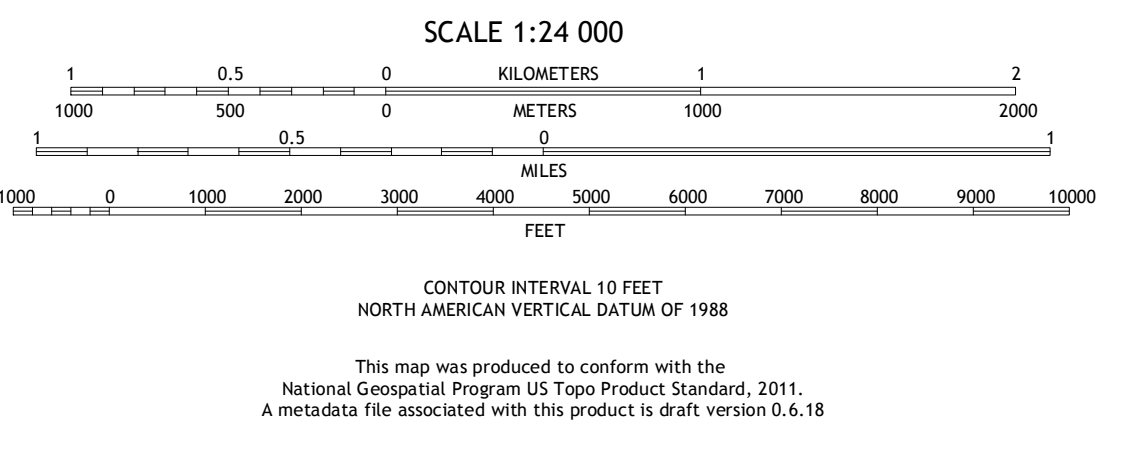 SCALE 1:24 000
1 0.5 0 KILOMETERS 1 2
1000 500 0 METERS 1000 2000
1 0.5 0 1
MILES
1000 0 1000 2000 3000 4000 5000 6000 7000 8000 9000 10000
FEET
CONTOUR INTERVAL 10 FEET
NORTH AMERICAN VERTICAL DATUM OF 1988
This map was produced to conform with the
National Geospatial Program US Topo Product Standard, 2011.
A metadata file associated with this product is draft version 0.6.18